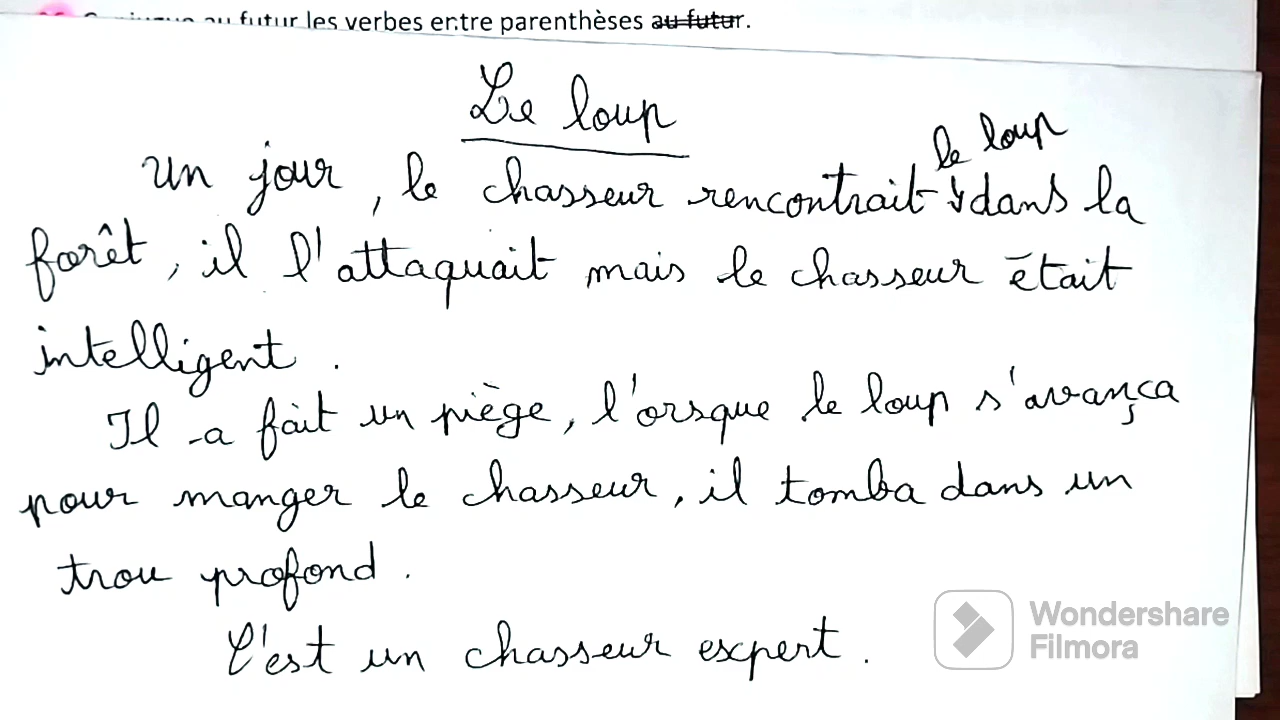 au futur les verbes entre parenthèses au futur.
Le loup
le loup
Un jour, le chasseur rencontrait dans la
forêt, il l'attaquait mais le chasseur était
intelligent.
Il a fait un piège, l'orsque le loup s'avança
pour manger le chasseur, il tomba dans un
trou profond.
C'est un chasseur expert.
Wondershare
Filmora